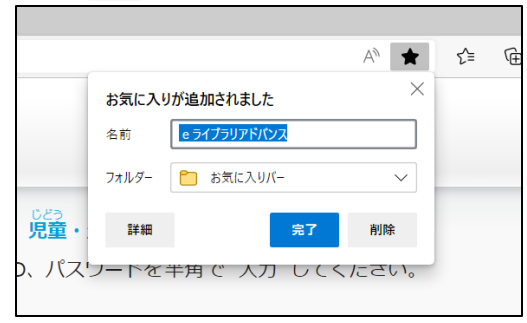 A
お気に入りが追加されました
名前
e ライブラリアドバンス
フォルダー
お気に入りバー
詳細
完了
削除
じどう
児童・
、パスワードを半角で 入力 してください。